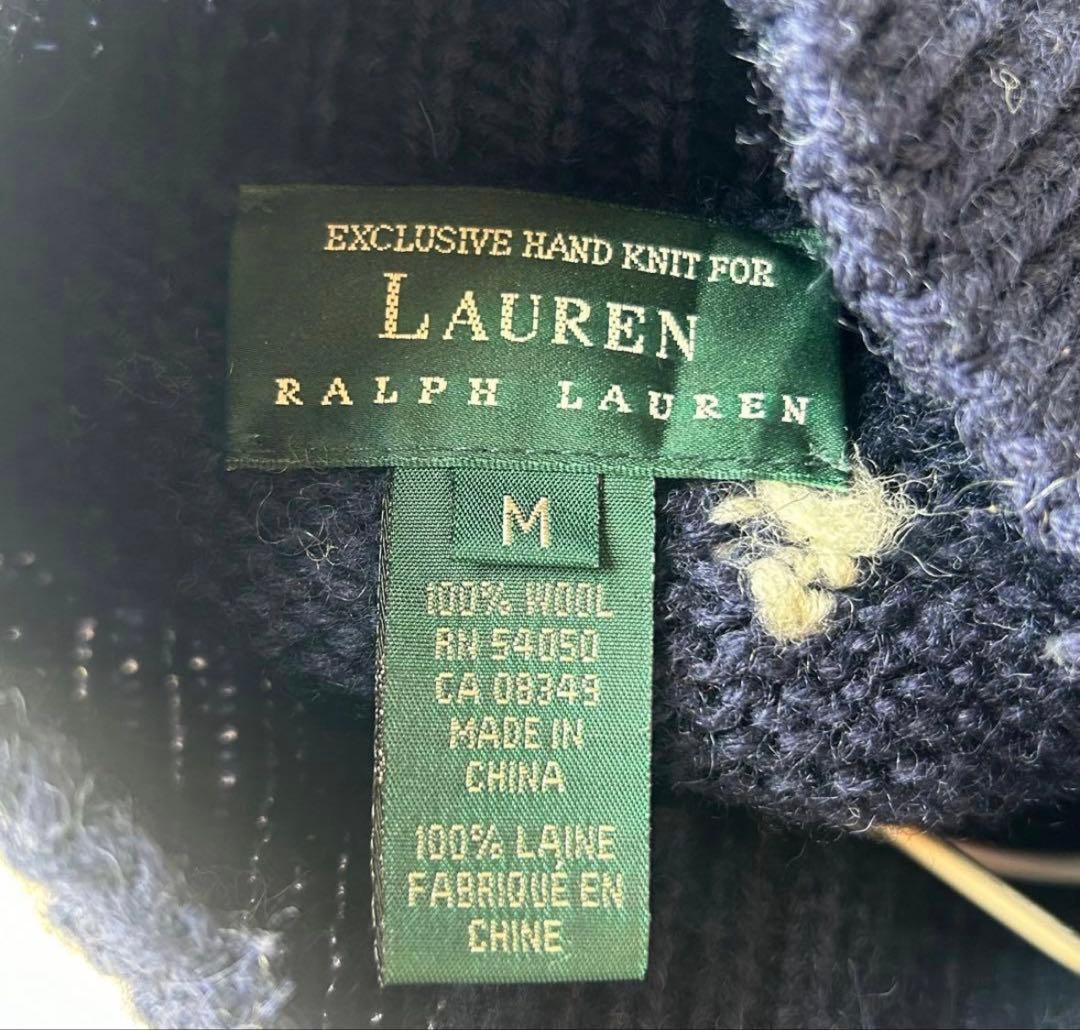 EXCLUSIVE HAND KNIT FOR
LAUREN
RALPH LAUREN
M
100% WOOL
RN 54050
CA 08349
MADE IN
CHINA
100% LAINE
FABRIQUÉ EN
CHINE